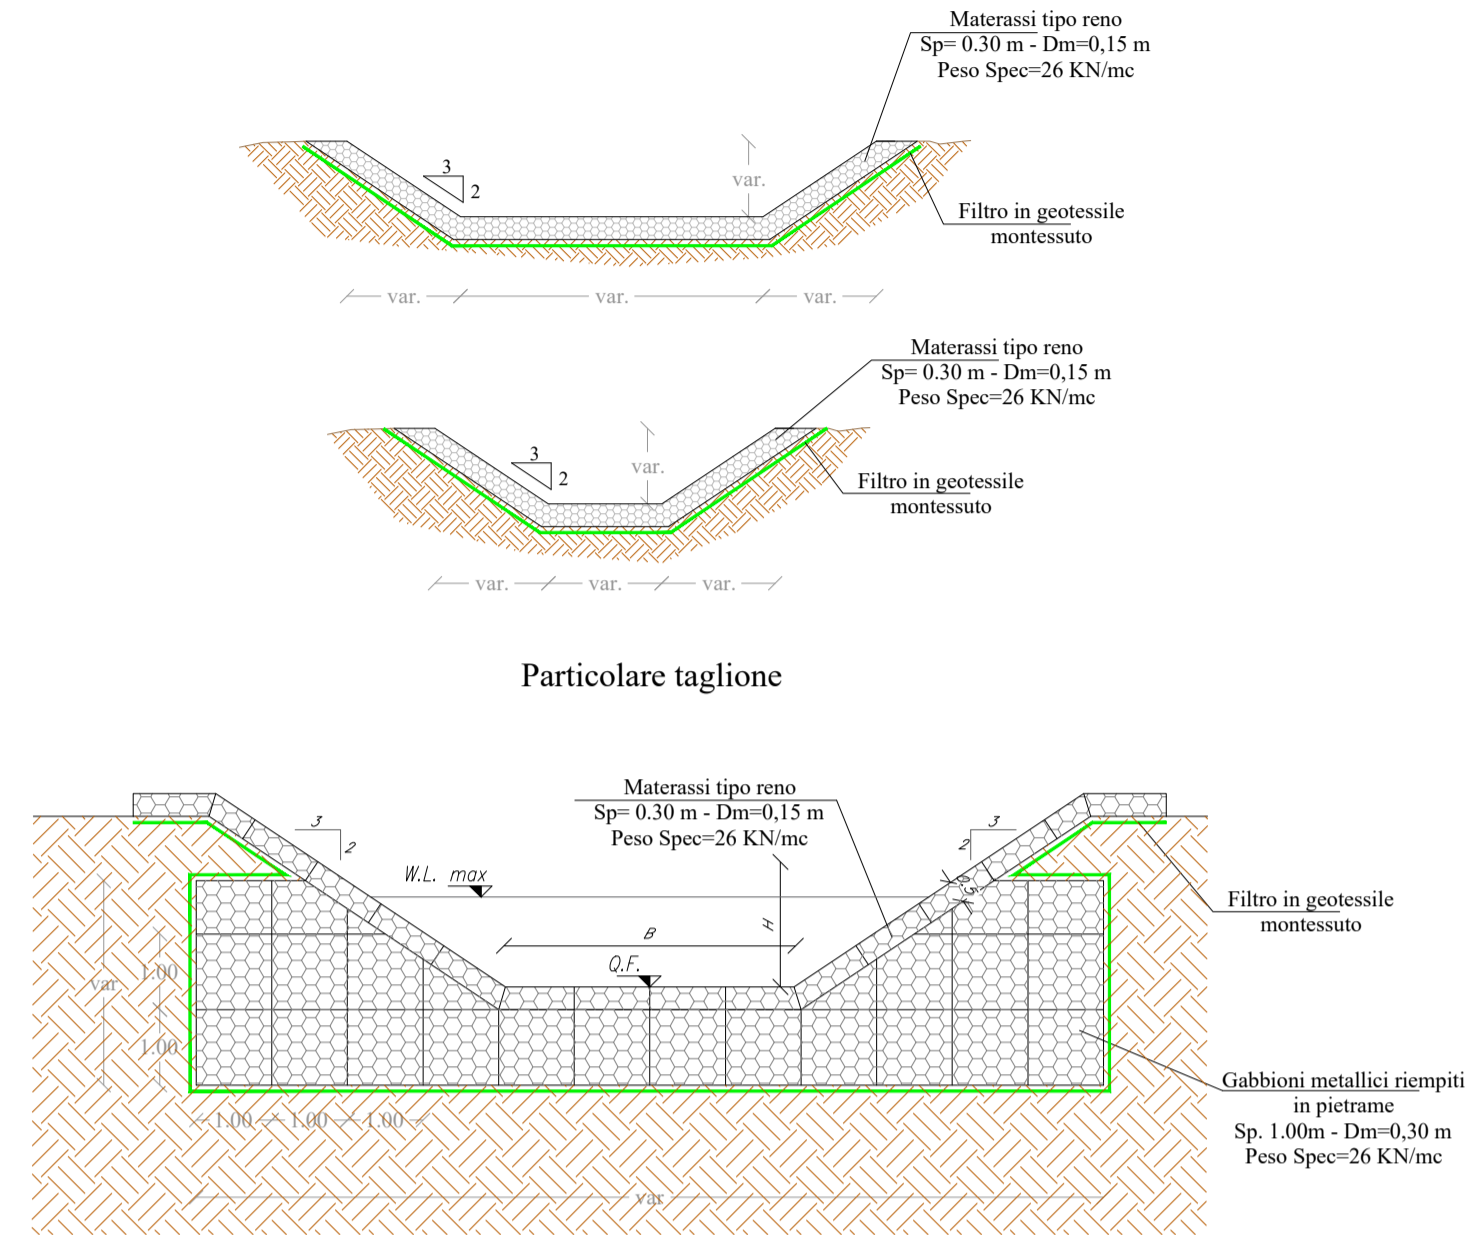 Materassi tipo reno
Sp= 0.30 m - Dm=0,15 m
Peso Spec=26 KN/mc
3
2
var.
Filtro in geotessile
montessuto
var.
var.
var.
Materassi tipo reno
Sp= 0.30 m - Dm=0,15 m
Peso Spec=26 KN/mc
3
2
var.
Filtro in geotessile
montessuto
var.
var.
var.
Particolare taglione
Materassi tipo reno
Sp= 0.30 m - Dm=0,15 m
Peso Spec=26 KN/mc
3
2
3
2
W.L. max
0.5
H
B
Q.F.
Filtro in geotessile
montessuto
1.00
var
1.00
Gabbioni metallici riempiti
in pietrame
Sp. 1.00m - Dm=0,30 m
Peso Spec=26 KN/mc
1.00
1.00
1.00
var